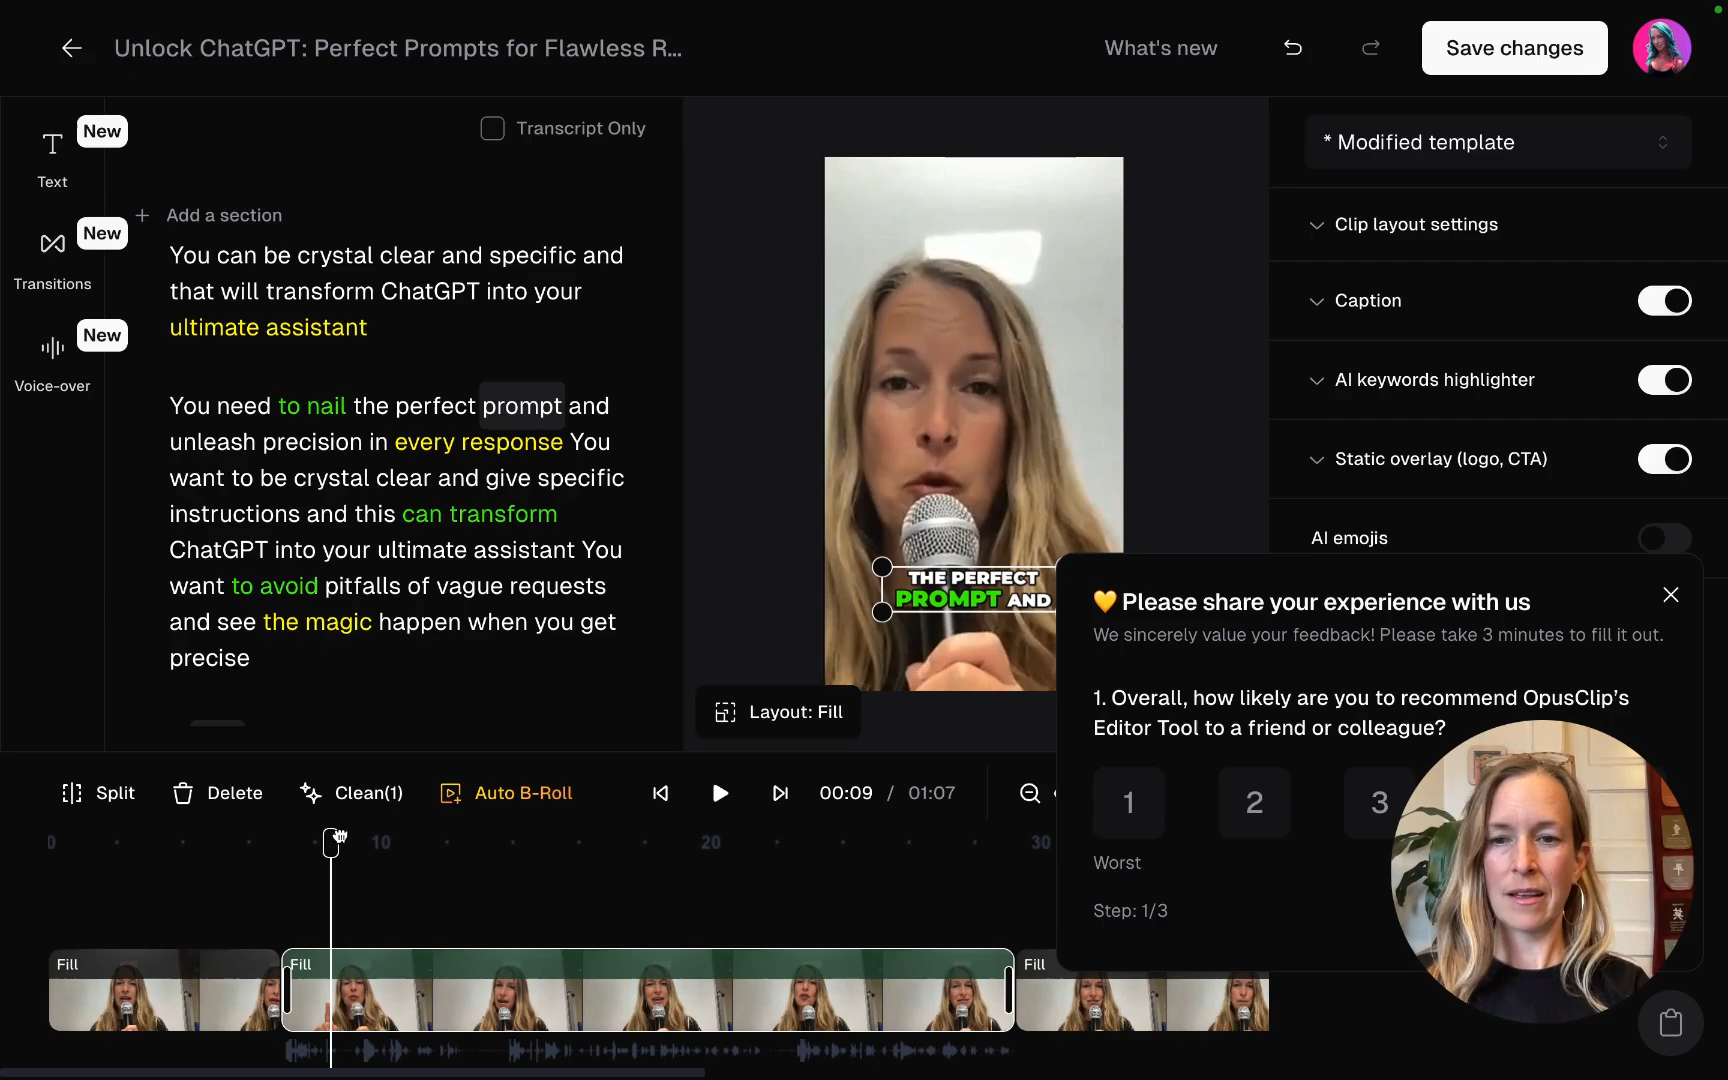 Unlock ChatGPT: Perfect Prompts for Flawless R...
What's new
Save changes
New
Text
New
Transitions
New
Voice-over
Transcript Only
+ Add a section
You can be crystal clear and specific and
that will transform ChatGPT into your
ultimate assistant
You need to nail the perfect prompt and
unleash precision in every response You
want to be crystal clear and give specific
instructions and this can transform
ChatGPT into your ultimate assistant You
want to avoid pitfalls of vague requests
and see the magic happen when you get
precise
THE PERFECT
PROMPT AND
Layout: Fill
* Modified template
Clip layout settings
Caption
AI keywords highlighter
Static overlay (logo, CTA)
AI emojis
💛 Please share your experience with us
We sincerely value your feedback! Please take 3 minutes to fill it out.
1. Overall, how likely are you to recommend OpusClip's
Editor Tool to a friend or colleague?
1
2
3
Worst
Step: 1/3
Split
Delete
Clean(1)
Auto B-Roll
00:09 / 01:07
0
10
20
30
Fill
Fill
Fill